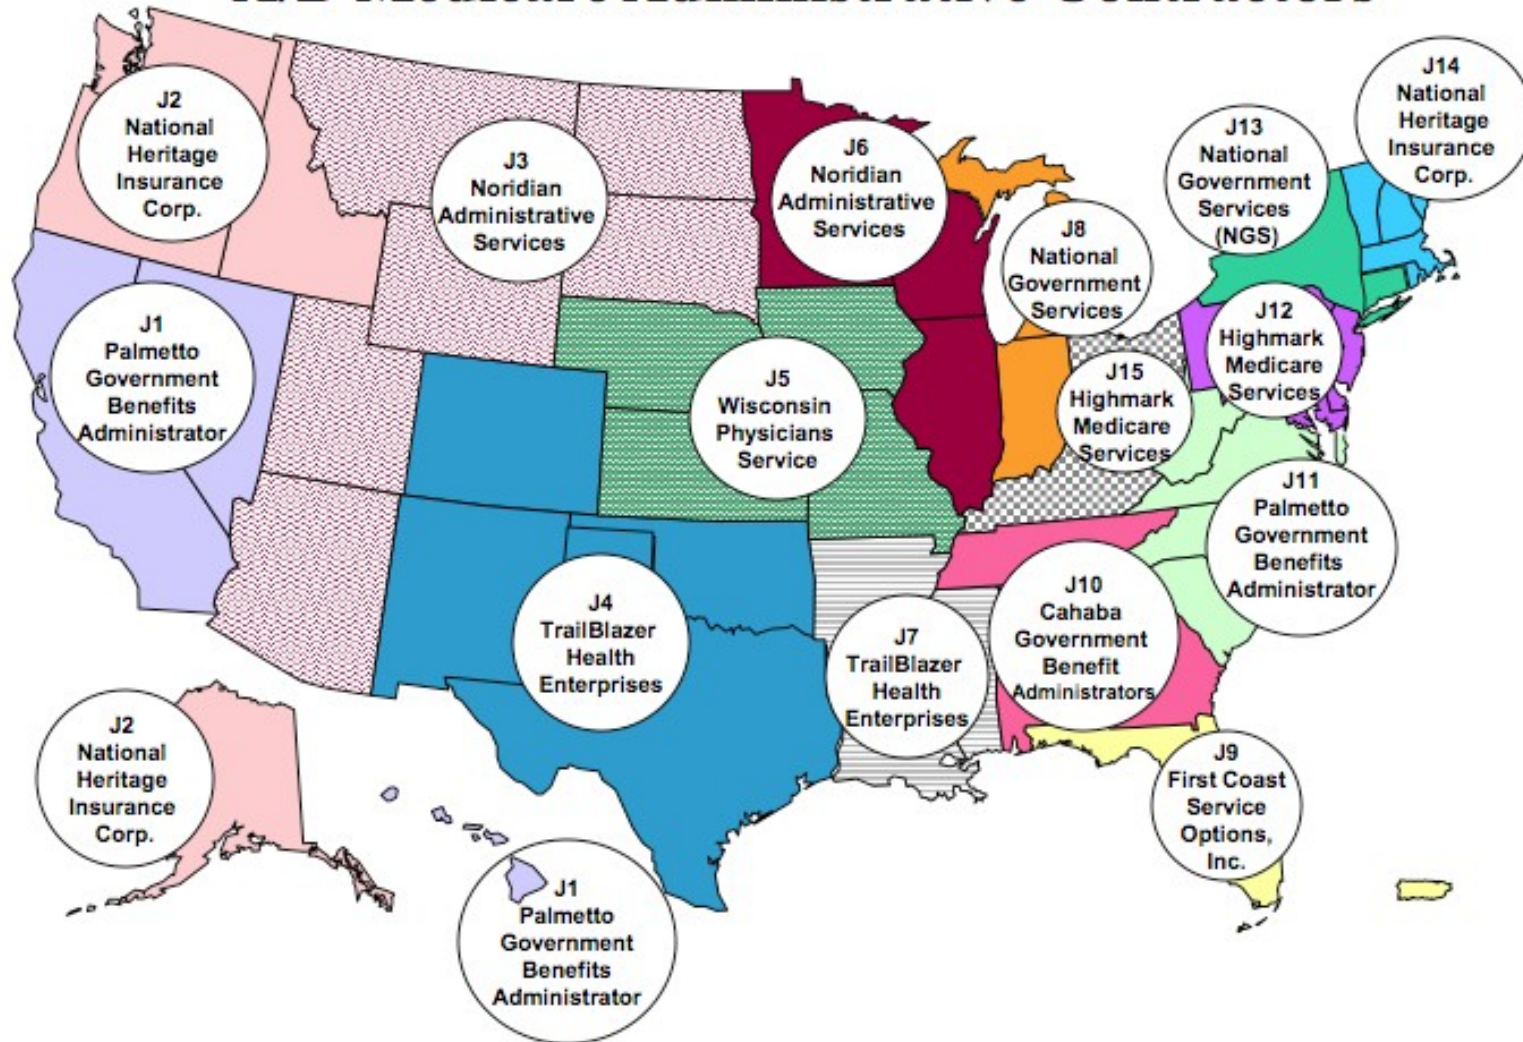 A/B Medicare Administrative Contractors
J14
National
Heritage
Insurance
Corp.
J13
National
Government
Services
(NGS)
J2
National
Heritage
Insurance
Corp.
J3
Noridian
Administrative
Services
J6
Noridian
Administrative
Services
J8
National
Government
Services
J12
Highmark
Medicare
Services
J1
Palmetto
Government
Benefits
Administrator
J5
Wisconsin
Physicians
Service
J15
Highmark
Medicare
Services
J11
Palmetto
Government
Benefits
Administrator
J4
TrailBlazer
Health
Enterprises
J7
TrailBlazer
Health
Enterprises
J10
Cahaba
Government
Benefit
Administrators
J2
National
Heritage
Insurance
Corp.
J9
First Coast
Service
Options,
Inc.
J1
Palmetto
Government
Benefits
Administrator